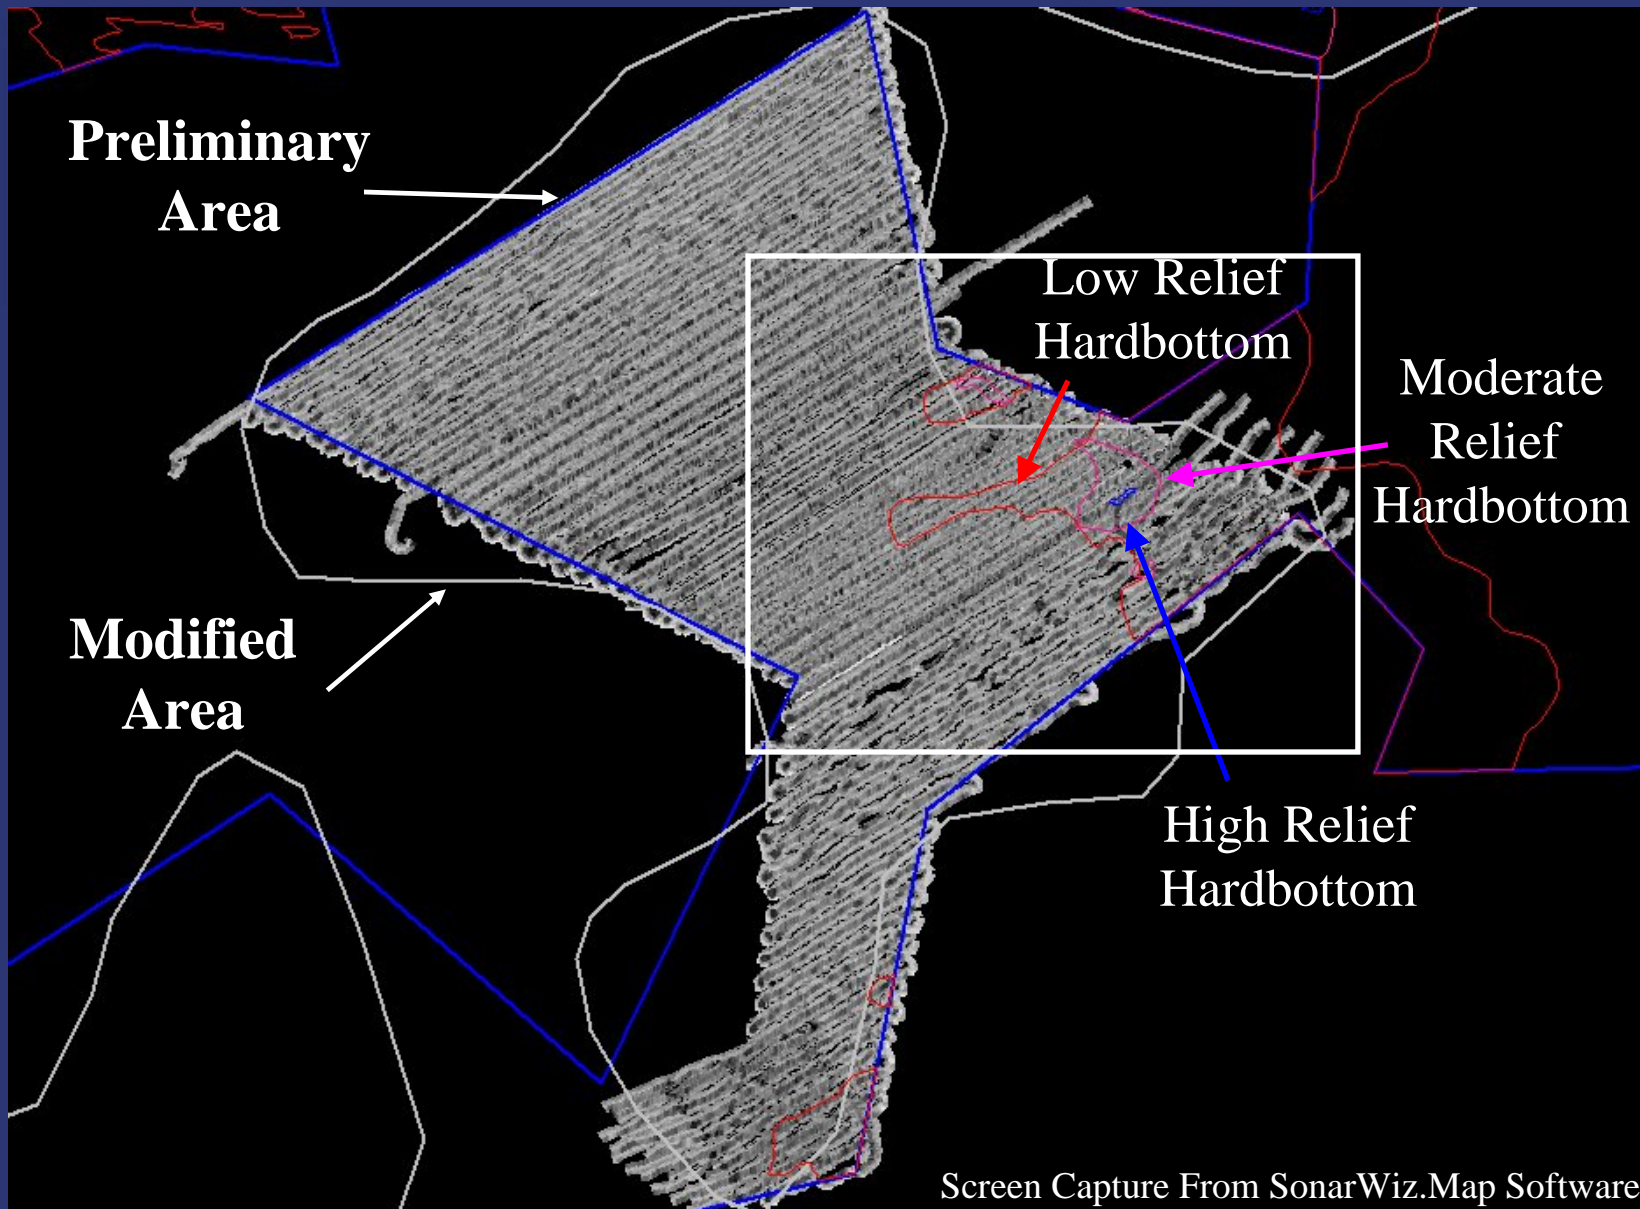 Preliminary
Area
Low Relief
Hardbottom
Moderate
Relief
Hardbottom
Modified
Area
High Relief
Hardbottom
Screen Capture From SonarWiz.Map Software